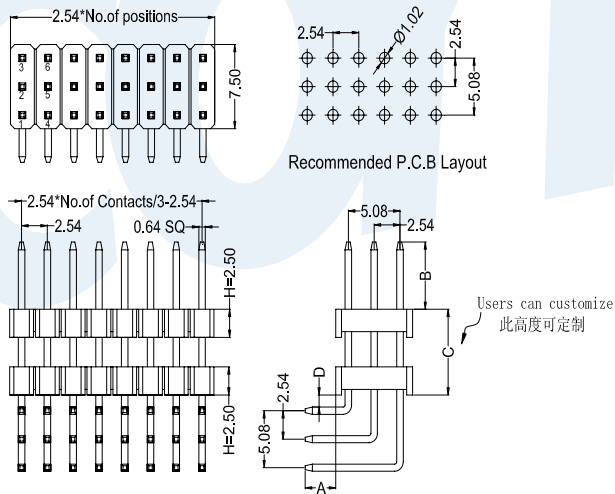 2.54*No.of positions
3 6
2 5
1 4
7.50
2.54
Ø1.02
2.54
5.08
Recommended P.C.B Layout
2.54*No.of Contacts/3-2.54
2.54
0.64 SQ
H=2.50
H=2.50
5.08
2.54
B
C
D
2.54
5.08
A
Users can customize
此高度可定制